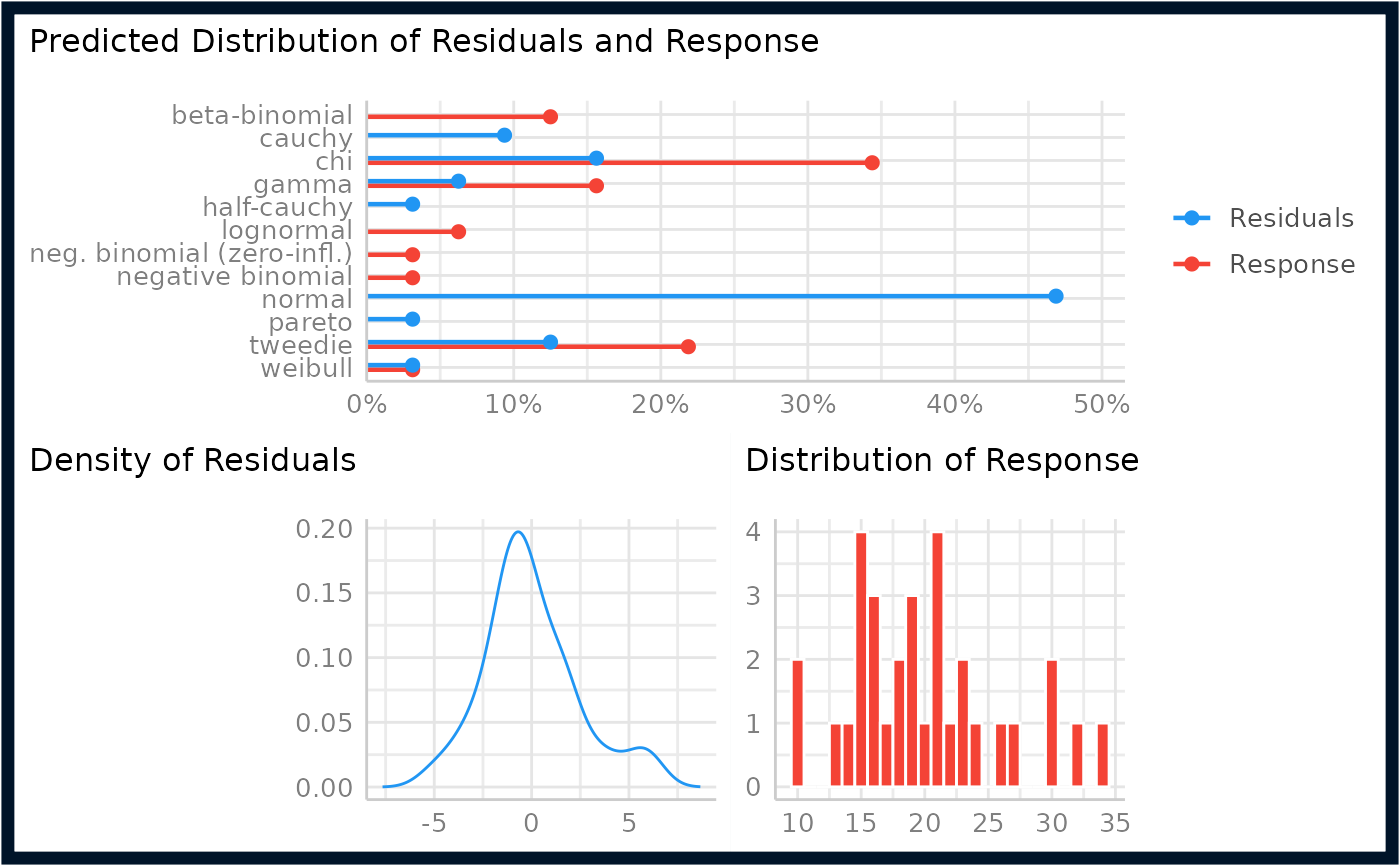 Predicted Distribution of Residuals and Response
beta-binomial
cauchy
chi
gamma
half-cauchy
lognormal
neg. binomial (zero-infl.)
negative binomial
normal
pareto
tweedie
weibull
0% 10% 20% 30% 40% 50%
Residuals
Response
Density of Residuals
0.20
0.15
0.10
0.05
0.00
-5 0 5
Distribution of Response
4
3
2
1
0
10 15 20 25 30 35